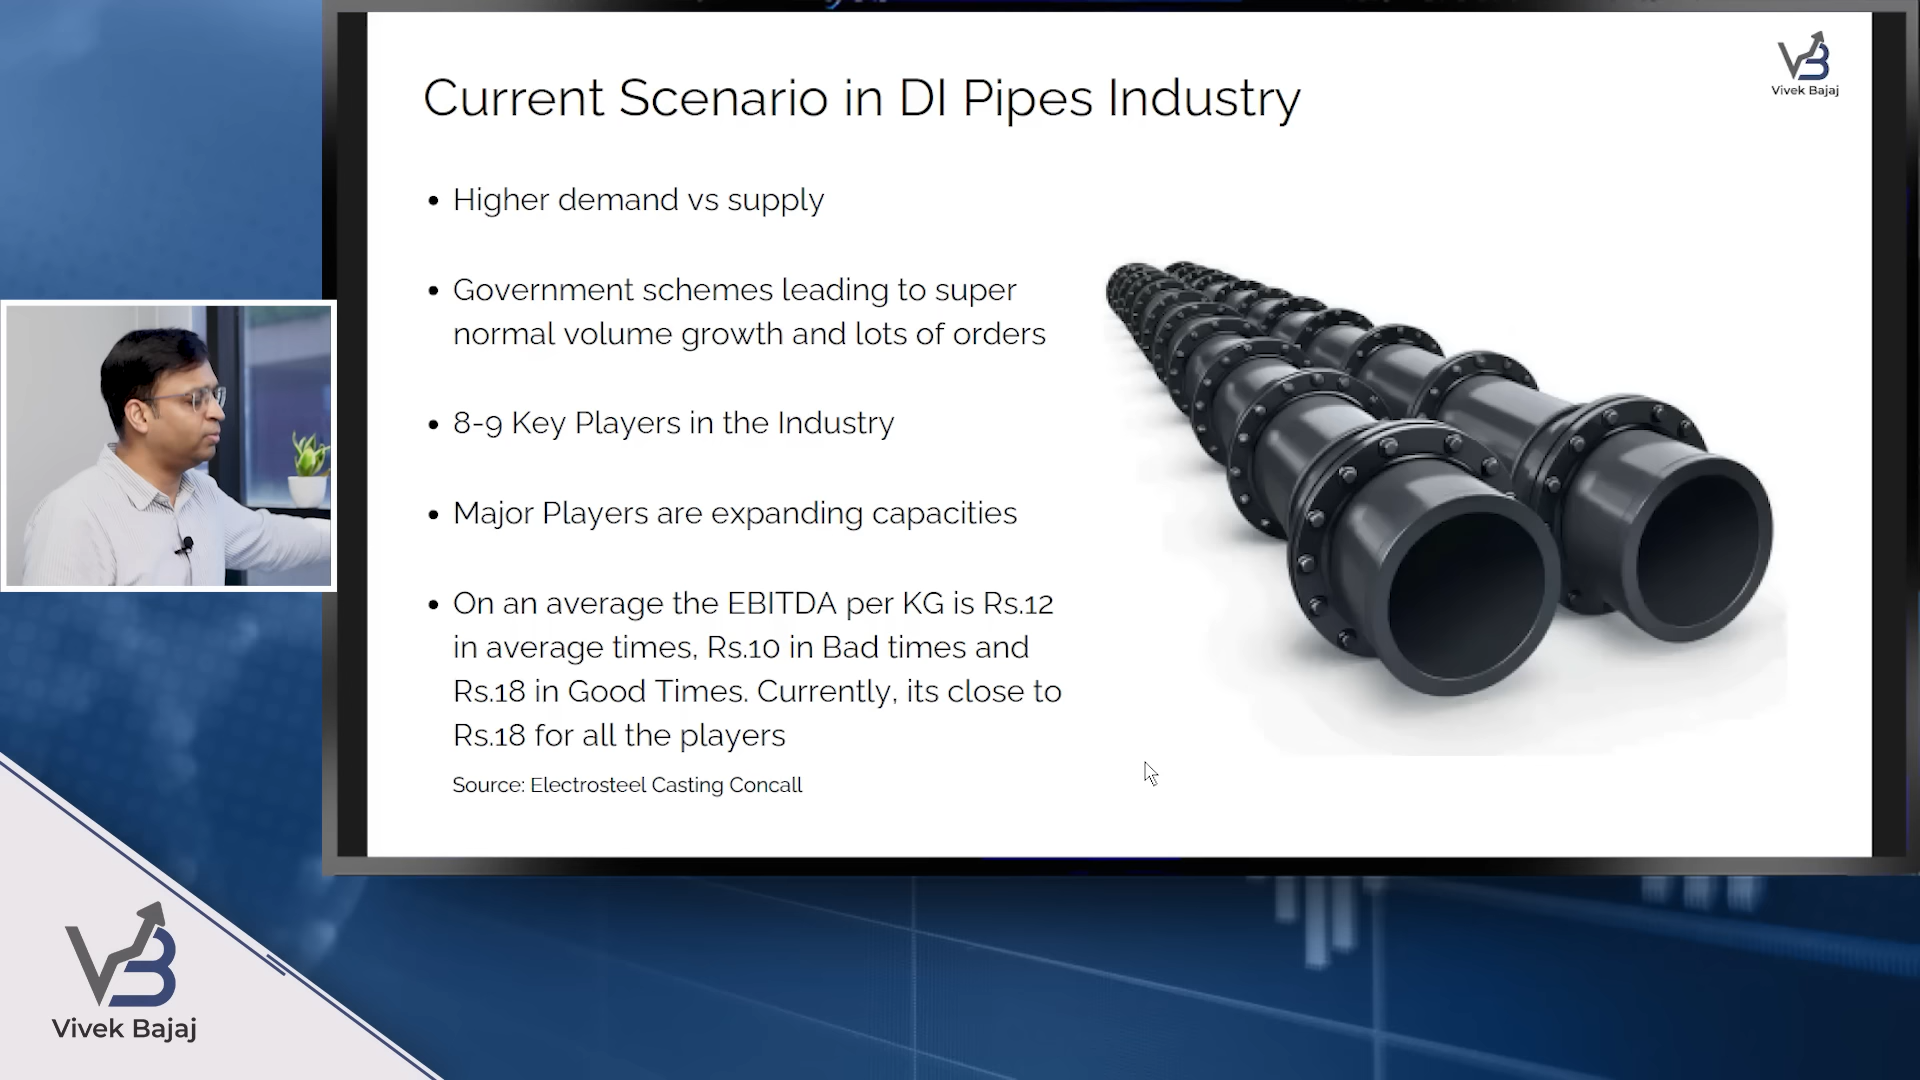 Current Scenario in DI Pipes Industry
VB
Vivek Bajaj
• Higher demand vs supply
• Government schemes leading to super
normal volume growth and lots of orders
• 8-9 Key Players in the Industry
• Major Players are expanding capacities
• On an average the EBITDA per KG is Rs.12
in average times, Rs.10 in Bad times and
Rs.18 in Good Times. Currently, its close to
Rs.18 for all the players
Source: Electrosteel Casting Concall
VB
Vivek Bajaj